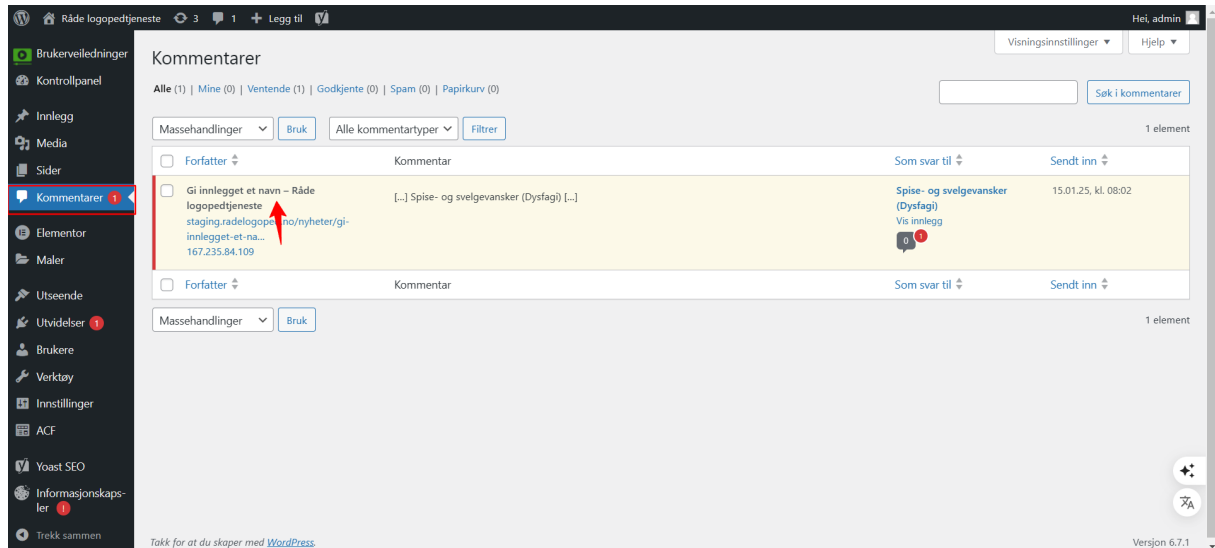 Råde logopedtjeneste 3 1 + Legg til Hei, admin
Visningsinnstillinger ▼ Hjelp ▼
Brukerveiledninger
Kontrollpanel
Innlegg
Media
Sider
Kommentarer 1
Elementor
Maler
Utseende
Utvidelser 1
Brukere
Verktøy
Innstillinger
ACF
Yoast SEO
Informasjonskaps-
ler !
Trekk sammen
Kommentarer
Alle (1) | Mine (0) | Ventende (1) | Godkjente (0) | Spam (0) | Papirkurv (0)
Søk i kommentarer
Massehandlinger Bruk Alle kommentartyper Filtrer 1 element
Forfatter Kommentar Som svar til Sendt inn
Gi innlegget et navn – Råde
logopedtjeneste
[...] Spise- og svelgevansker (Dysfagi) [...]
staging.radelogoped.no/nyheter/gi-
innlegget-et-na...
167.235.84.109
Spise- og svelgevansker
(Dysfagi)
Vis innlegg
0 1
15.01.25, kl. 08:02
Forfatter Kommentar Som svar til Sendt inn
Massehandlinger Bruk 1 element
Takk for at du skaper med WordPress. Versjon 6.7.1